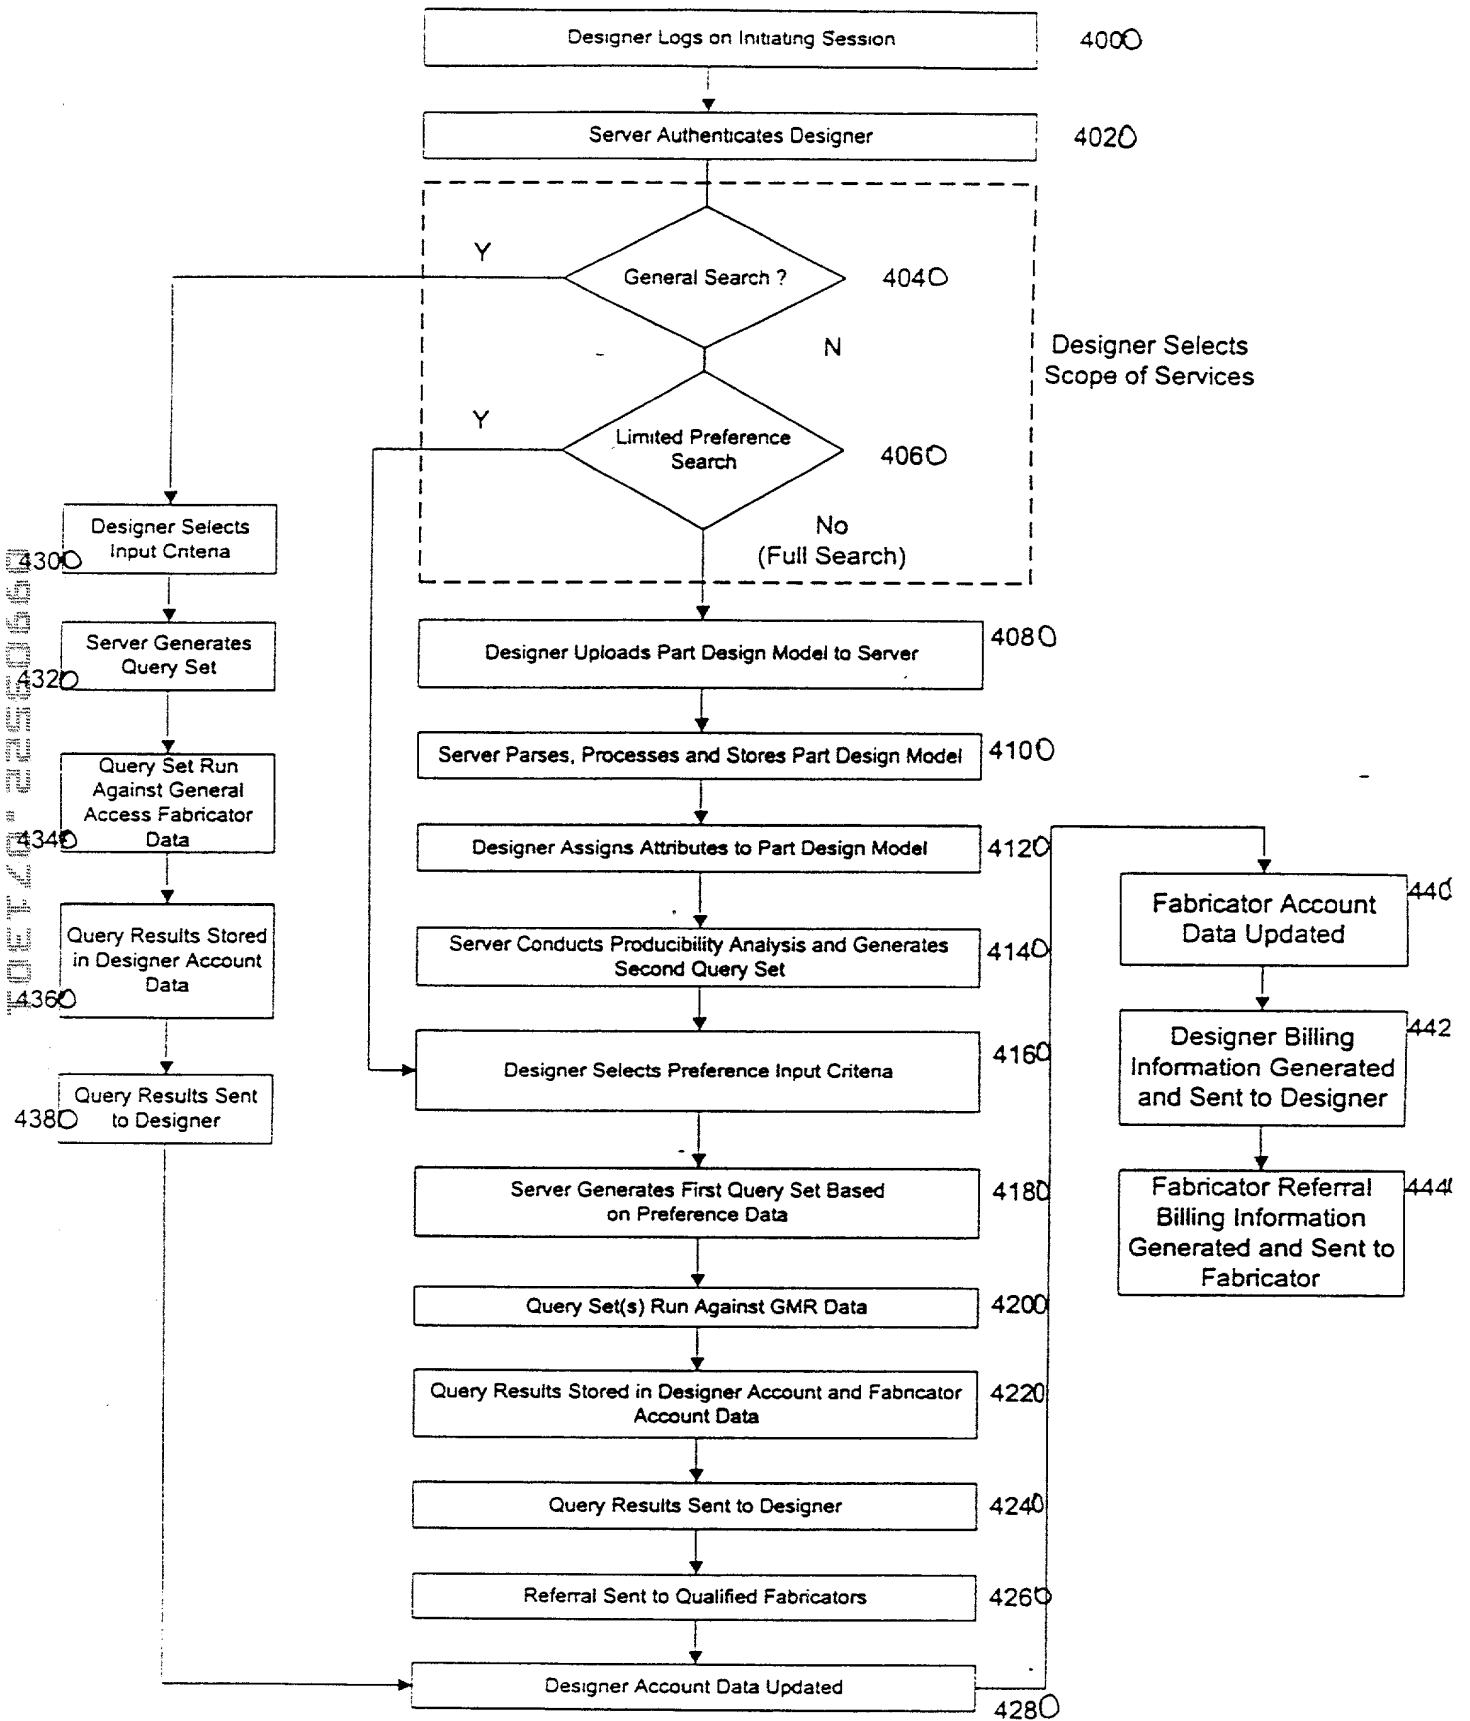 Designer Logs on Initiating Session
4000
Server Authenticates Designer
4020
Y
General Search ?
4040
N
Designer Selects
Scope of Services
Y
Limited Preference
Search
4060
No
(Full Search)
Designer Selects
Input Criteria
4300
Server Generates
Query Set
4320
Query Set Run
Against General
Access Fabricator
Data
4340
Query Results Stored
in Designer Account
Data
4360
Query Results Sent
to Designer
4380
Designer Uploads Part Design Model to Server
4080
Server Parses, Processes and Stores Part Design Model
4100
Designer Assigns Attributes to Part Design Model
4120
Server Conducts Producibility Analysis and Generates
Second Query Set
4140
Designer Selects Preference Input Criteria
4160
Server Generates First Query Set Based
on Preference Data
4180
Query Set(s) Run Against GMR Data
4200
Query Results Stored in Designer Account and Fabricator
Account Data
4220
Query Results Sent to Designer
4240
Referral Sent to Qualified Fabricators
4260
Designer Account Data Updated
4280
Fabricator Account
Data Updated
440
Designer Billing
Information Generated
and Sent to Designer
442
Fabricator Referral
Billing Information
Generated and Sent to
Fabricator
444